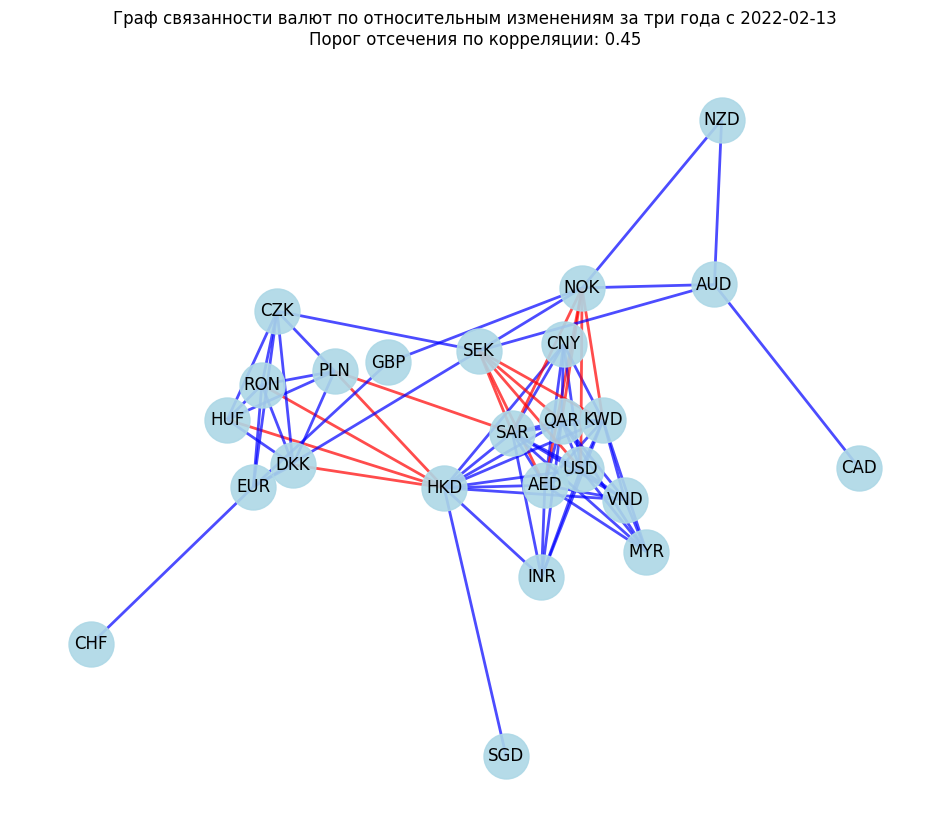 Граф связанности валют по относительным изменениям за три года с 2022-02-13
Порог отсечения по корреляции: 0.45
NZD
NOK
AUD
CZK
CNY
SEK
GBP
PLN
RON
HUF
QAR
KWD
SAR
DKK
USD
CAD
EUR
HKD
AED
VND
MYR
INR
CHF
SGD